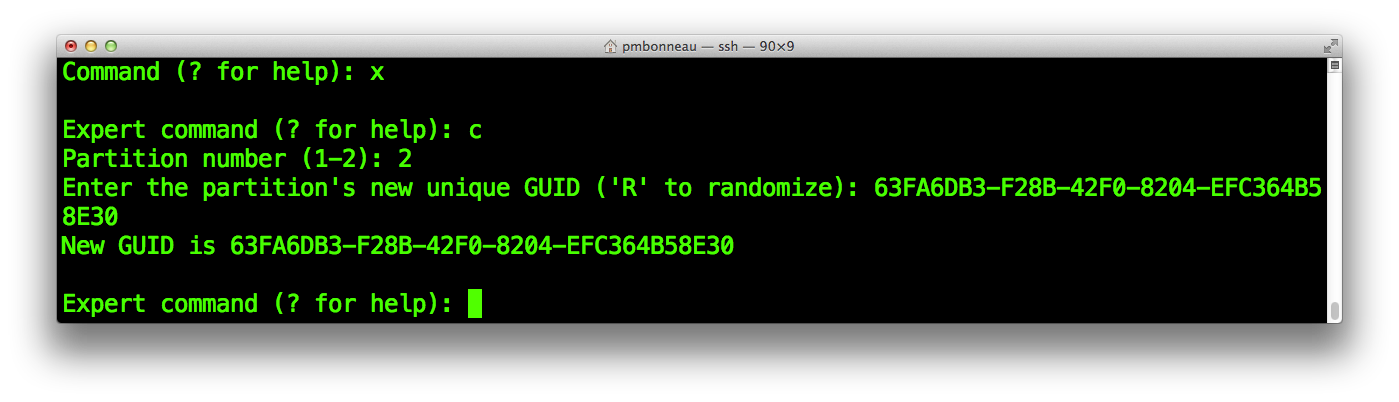 pmbonneau — ssh — 90×9
Command (? for help): x
Expert command (? for help): c
Partition number (1-2): 2
Enter the partition's new unique GUID ('R' to randomize): 63FA6DB3-F28B-42F0-8204-EFC364B5
8E30
New GUID is 63FA6DB3-F28B-42F0-8204-EFC364B58E30
Expert command (? for help):